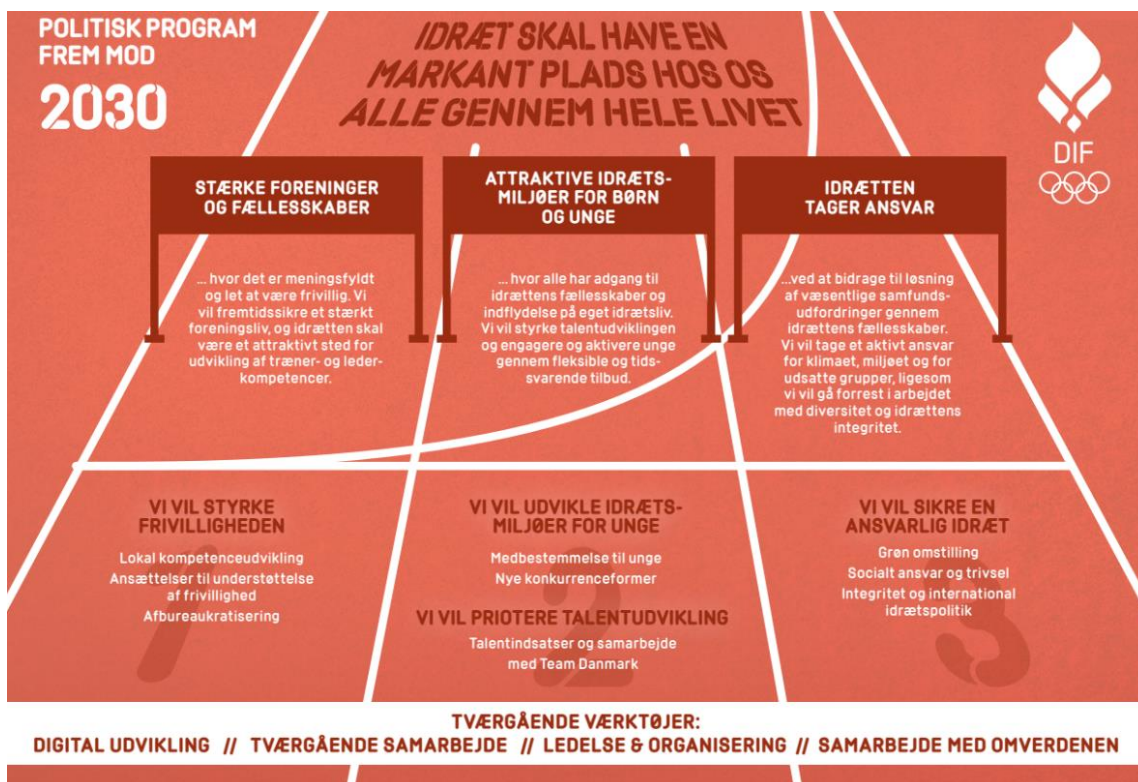 POLITISK PROGRAM
FREM MOD
2030
IDRÆT SKAL HAVE EN
MARKANT PLADS HOS OS
ALLE GENNEM HELE LIVET
DIF
STÆRKE FORENINGER
OG FÆLLESSKABER
... hvor det er meningsfyldt
og let at være frivillig. Vi
vil fremtidssikre et stærkt
foreningsliv, og idrætten skal
være et attraktivt sted for
udvikling af træner- og leder-
kompetencer.
ATTRAKTIVE IDRÆTS-
MILJØER FOR BØRN
OG UNGE
... hvor alle har adgang til
idrættens fællesskaber og
indflydelse på eget idrætsliv.
Vi vil styrke talentudviklingen
og engagere og aktivere unge
gennem fleksible og tids-
svarende tilbud.
IDRÆTTEN
TAGER ANSVAR
...ved at bidrage til løsning
af væsentlige samfunds-
udfordringer gennem
idrættens fællesskaber.
Vi vil tage et aktivt ansvar
for klimaet, miljøet og for
udsatte grupper, ligesom
vi vil gå forrest i arbejdet
med diversitet og idrættens
integritet.
1
VI VIL STYRKE
FRIVILLIGHEDEN
Lokal kompetenceudvikling
Ansættelser til understøttelse
af frivillighed
Afbureaukratisering
2
VI VIL UDVIKLE IDRÆTS-
MILJØER FOR UNGE
Medbestemmelse til unge
Nye konkurrenceformer
VI VIL PRIOTERE TALENTUDVIKLING
Talentindsatser og samarbejde
med Team Danmark
3
VI VIL SIKRE EN
ANSVARLIG IDRÆT
Grøn omstilling
Socialt ansvar og trivsel
Integritet og international
idrætspolitik
TVÆRGÅENDE VÆRKTØJER:
DIGITAL UDVIKLING // TVÆRGÅENDE SAMARBEJDE // LEDELSE & ORGANISERING // SAMARBEJDE MED OMVERDENEN